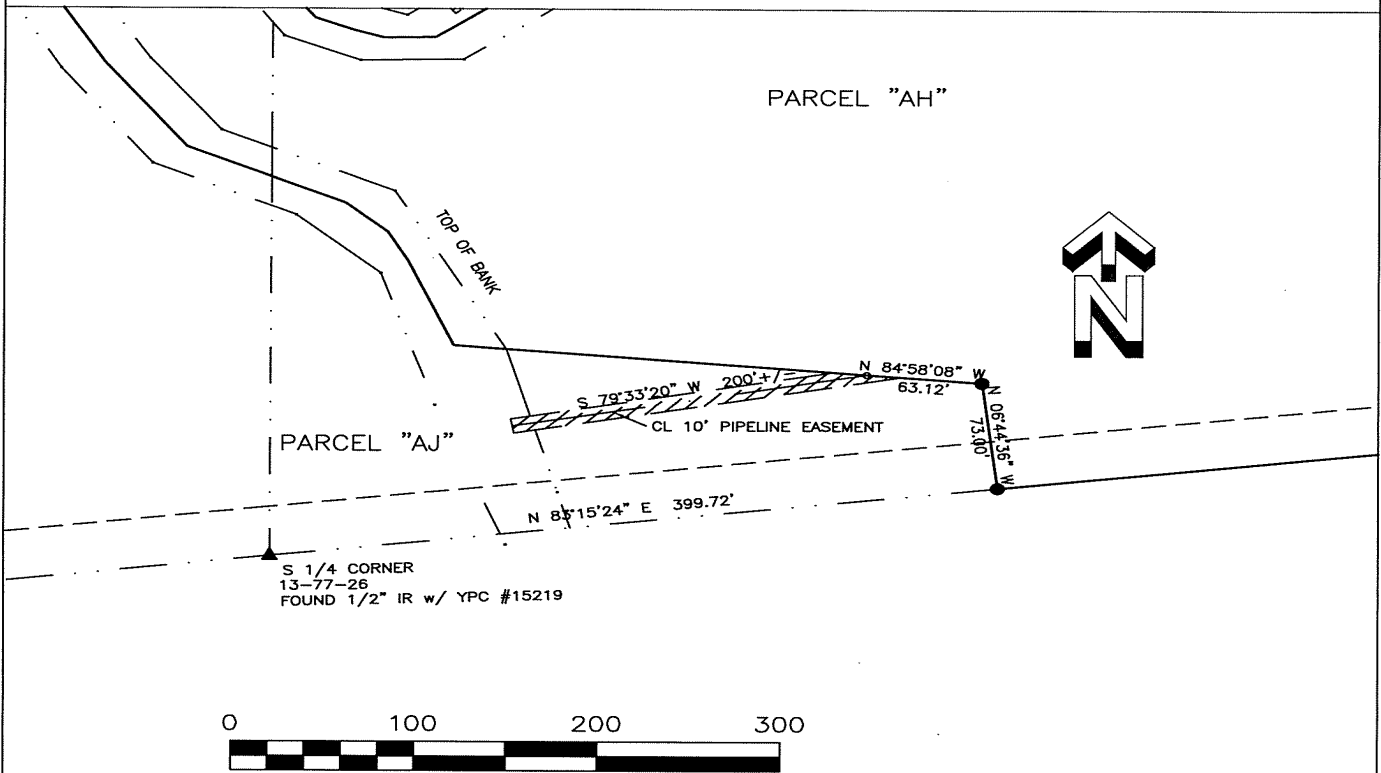 PARCEL "AH"
TOP OF BANK
N 84°58'08" W
63.12'
S 79°33'20" W 200'+/-
CL 10' PIPELINE EASEMENT
N 06°44'36" W
73.00'
PARCEL "AJ"
N 83°15'24" E 399.72'
S 1/4 CORNER
13-77-26
FOUND 1/2" IR w/ YPC #15219
N
0 100 200 300